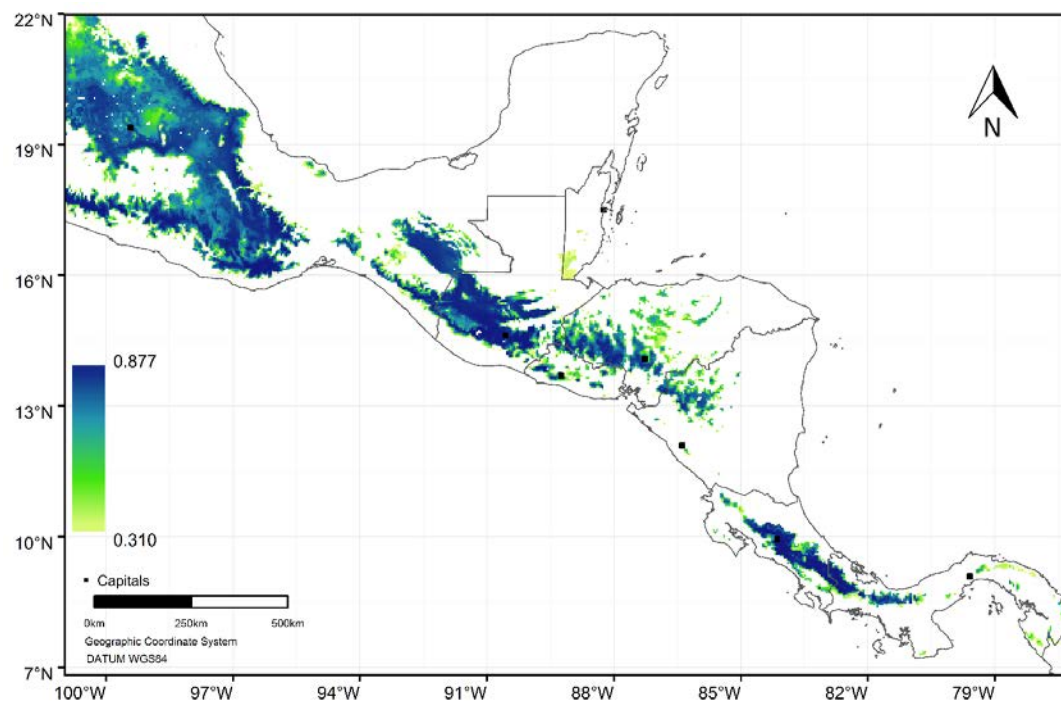 22°N
19°N
16°N
13°N
10°N
7°N
N
0.877
0.310
Capitals
0km 250km 500km
Geographic Coordinate System
DATUM WGS84
100°W 97°W 94°W 91°W 88°W 85°W 82°W 79°W